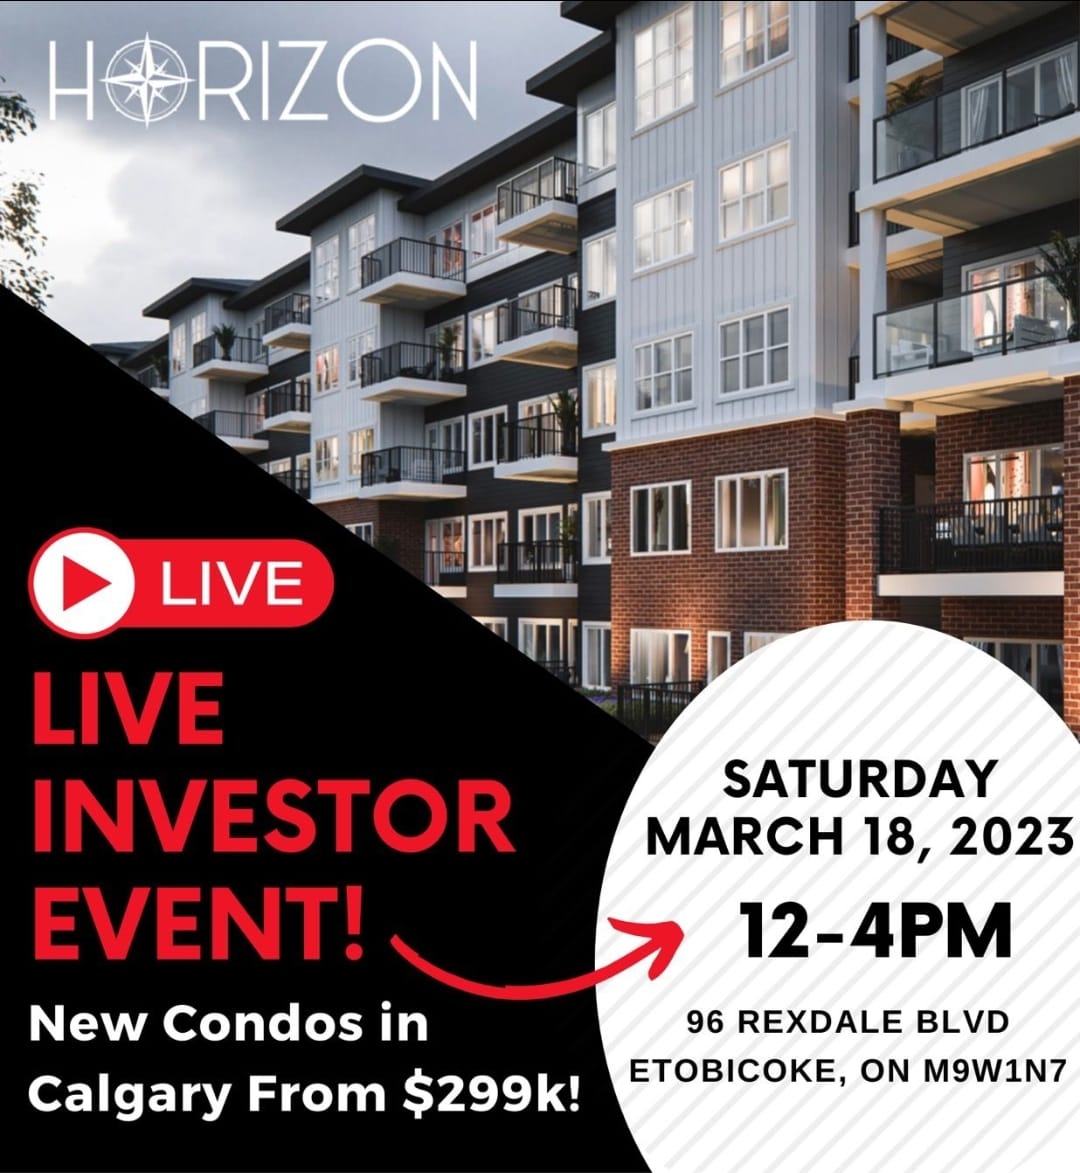 HORIZON
LIVE
LIVE
INVESTOR
EVENT!
New Condos in
Calgary From $299k!
SATURDAY
MARCH 18, 2023
12-4PM
96 REXDALE BLVD
ETOBICOKE, ON M9W1N7